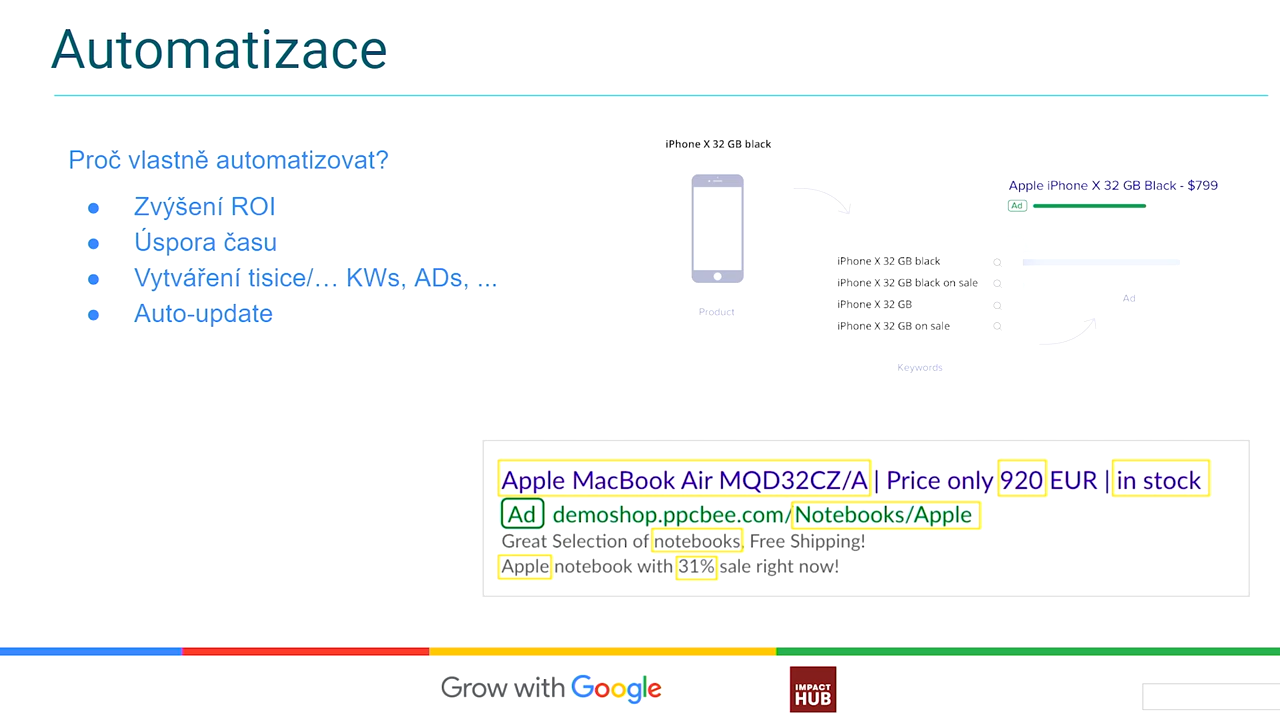 Automatizace
Proč vlastně automatizovat?
● Zvýšení ROI
● Úspora času
● Vytváření tisice/… KWs, ADs, ...
● Auto-update
iPhone X 32 GB black
Product
iPhone X 32 GB black
iPhone X 32 GB black on sale
iPhone X 32 GB
iPhone X 32 GB on sale
Keywords
Apple iPhone X 32 GB Black - $799
Ad
Ad
Apple MacBook Air MQD32CZ/A | Price only 920 EUR | in stock
Ad demoshop.ppcbee.com/Notebooks/Apple
Great Selection of notebooks. Free Shipping!
Apple notebook with 31% sale right now!
Grow with Google
IMPACT
HUB